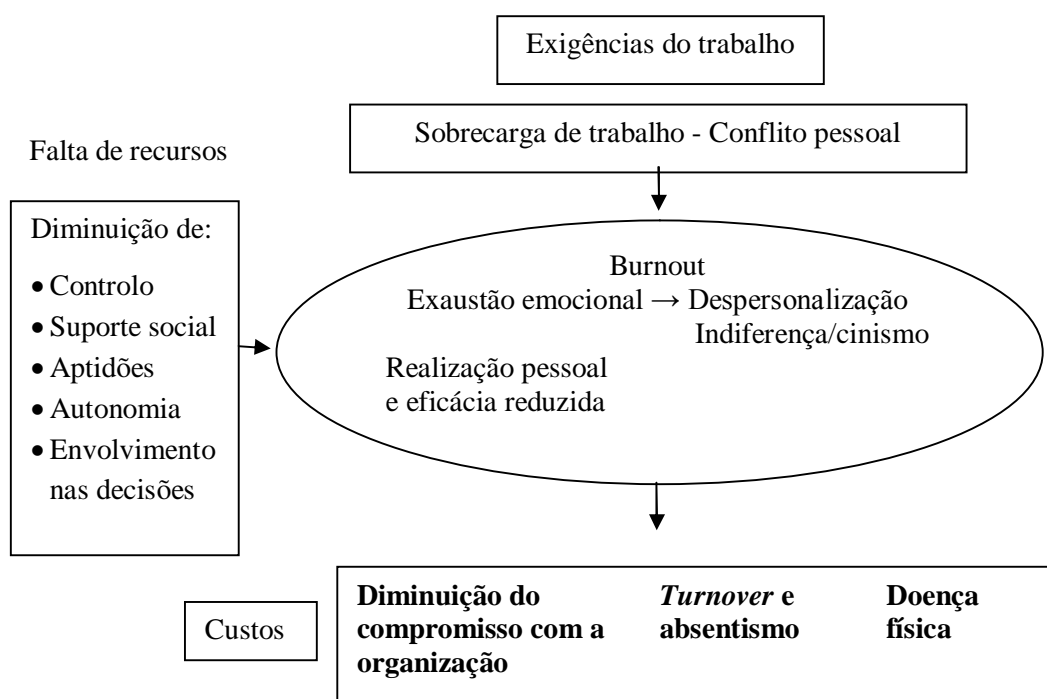 Exigências do trabalho
Sobrecarga de trabalho - Conflito pessoal
Falta de recursos
Diminuição de:
• Controlo
• Suporte social
• Aptidões
• Autonomia
• Envolvimento
nas decisões
Burnout
Exaustão emocional → Despersonalização
Indiferença/cinismo
Realização pessoal
e eficácia reduzida
Custos
Diminuição do
compromisso com a
organização
Turnover e
absentismo
Doença
física